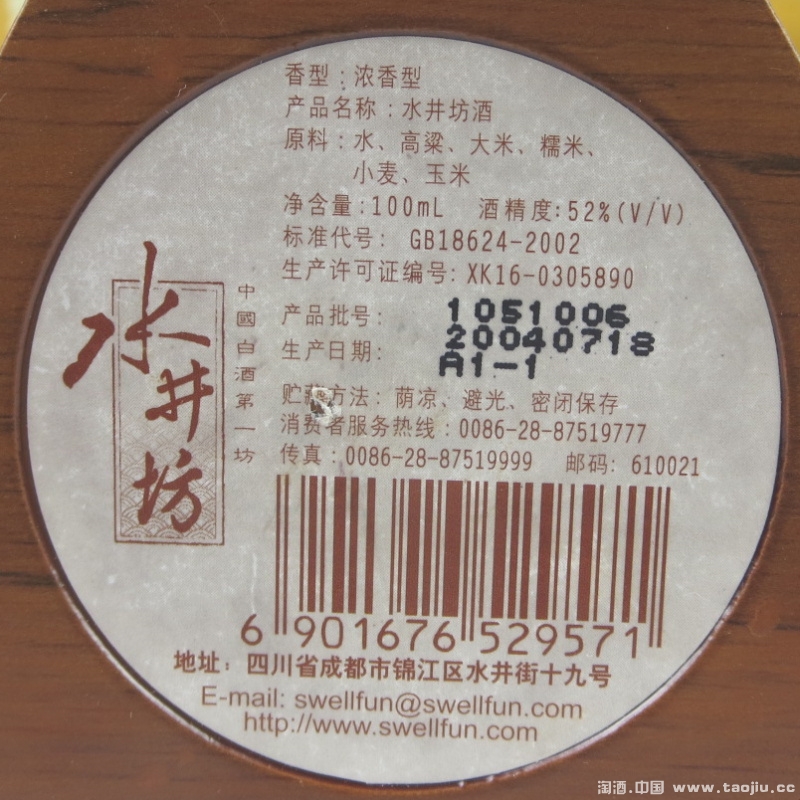 香型：浓香型
产品名称：水井坊酒
原料：水、高粱、大米、糯米、
小麦、玉米
净含量:100mL 酒精度:52%(V/V)
标准代号: GB18624-2002
生产许可证编号: XK16-0305890
产品批号: 1051006
生产日期: 20040718
A1-1
贮藏方法: 荫凉、避光、密闭保存
消费者服务热线:0086-28-87519777
传真:0086-28-87519999 邮码: 610021
水井坊
中國白酒第一坊
6 901676 529571
地址: 四川省成都市锦江区水井街十九号
E-mail: swellfun@swellfun.com
http://www.swellfun.com
淘酒.中国 www.taojiu.cc